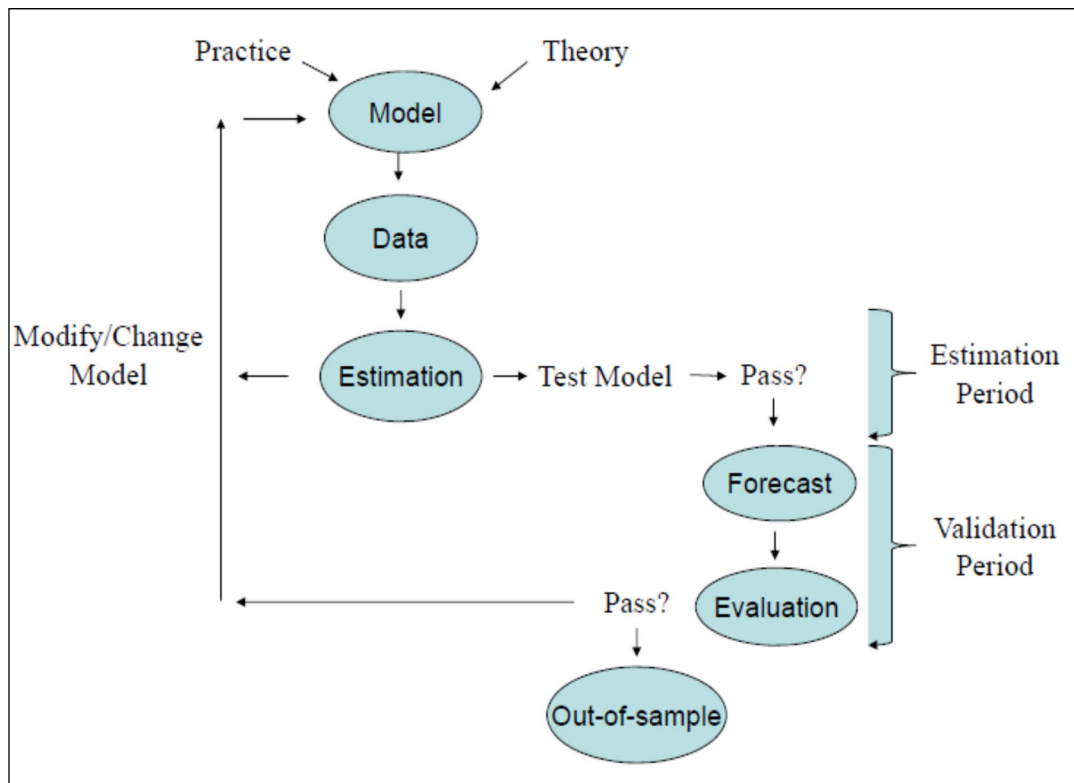 Practice
Theory
Model
Data
Modify/Change
Model
Estimation
Test Model
Pass?
Estimation
Period
Forecast
Validation
Period
Evaluation
Pass?
Out-of-sample